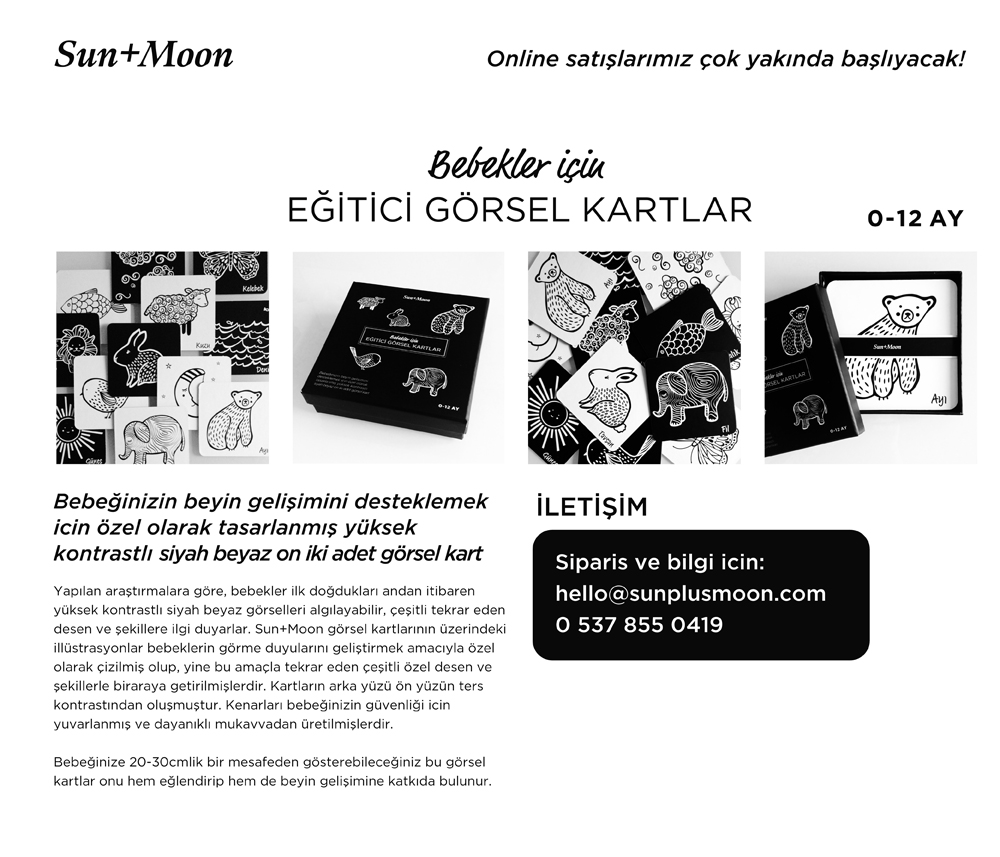 Sun+Moon
Online satışlarımız çok yakında başlıyacak!
Bebekler için
EĞİTİCİ GÖRSEL KARTLAR
0-12 AY
Kelebek
Kuzu
Deni
Güneş
Ayı
Sun+Moon
Bebekler için
EĞİTİCİ GÖRSEL KARTLAR
0-12 AY
Ayı
Tavşan
Fil
Sun+Moon
0-12 AY
Ayı
Bebeğinizin beyin gelişimini desteklemek
icin özel olarak tasarlanmış yüksek
kontrastlı siyah beyaz on iki adet görsel kart
Yapılan araştırmalara göre, bebekler ilk doğdukları andan itibaren
yüksek kontrastlı siyah beyaz görselleri algılayabilir, çeşitli tekrar eden
desen ve şekillere ilgi duyarlar. Sun+Moon görsel kartlarının üzerindeki
illüstrasyonlar bebeklerin görme duyularını geliştirmek amacıyla özel
olarak çizilmiş olup, yine bu amaçla tekrar eden çeşitli özel desen ve
şekillerle biraraya getirilmişlerdir. Kartların arka yüzü ön yüzün ters
kontrastından oluşmuştur. Kenarları bebeğinizin güvenliği icin
yuvarlanmış ve dayanıklı mukavvadan üretilmişlerdir.
Bebeğinize 20-30cmlik bir mesafeden gösterebileceğiniz bu görsel
kartlar onu hem eğlendirip hem de beyin gelişimine katkıda bulunur.
İLETİŞİM
Siparis ve bilgi icin:
hello@sunplusmoon.com
0 537 855 0419